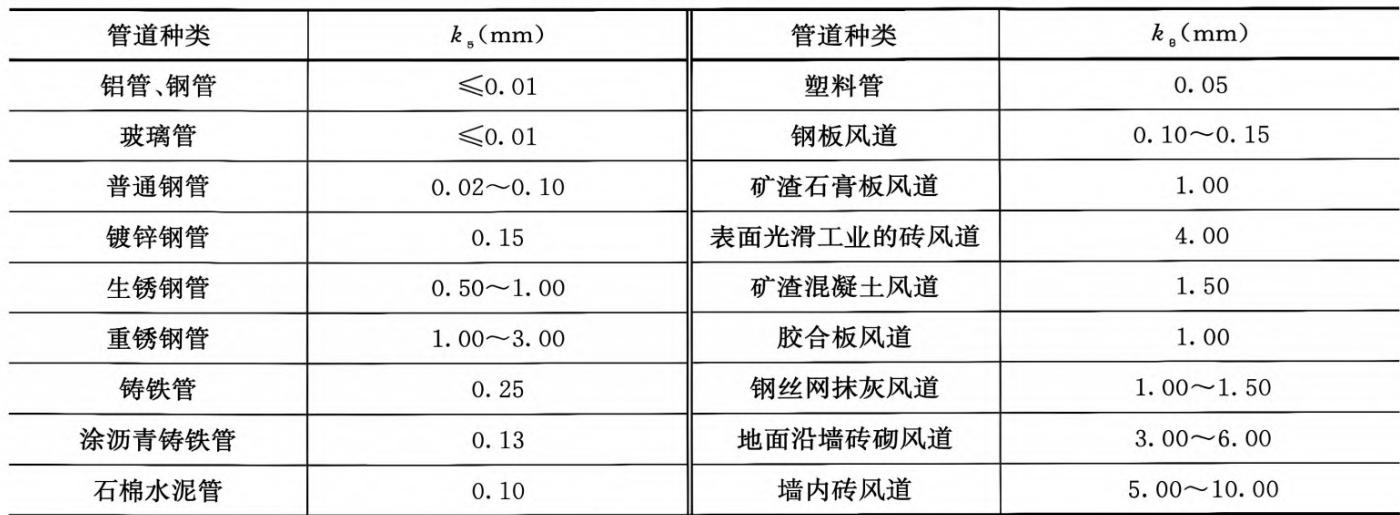 管道种类 k₅(mm) 管道种类 k₈(mm)
铝管、钢管 ≤0.01 塑料管 0.05
玻璃管 ≤0.01 钢板风道 0.10～0.15
普通钢管 0.02～0.10 矿渣石膏板风道 1.00
镀锌钢管 0.15 表面光滑工业的砖风道 4.00
生锈钢管 0.50～1.00 矿渣混凝土风道 1.50
重锈钢管 1.00～3.00 胶合板风道 1.00
铸铁管 0.25 钢丝网抹灰风道 1.00～1.50
涂沥青铸铁管 0.13 地面沿墙砖砌风道 3.00～6.00
石棉水泥管 0.10 墙内砖风道 5.00～10.00